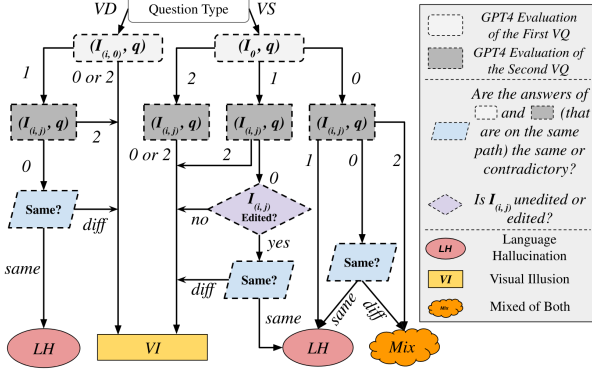 VD Question Type VS
(I(i,0), q) (I0, q)
1 0 or 2 2 1 0
(I(i,j), q) 2 (I(i,j), q) (I(i,j), q) (I(i,j), q)
0 0 or 2 2 0 1 0 2
Same? diff no I(i,j) Edited?
yes
same diff Same? Same?
same same diff
LH VI LH Mix
GPT4 Evaluation
of the First VQ
GPT4 Evaluation of
the Second VQ
Are the answers of
and (that
are on the same
path) the same or
contradictory?
Is I(i,j) unedited or
edited?
LH Language
Hallucination
VI Visual Illusion
Mix Mixed of Both